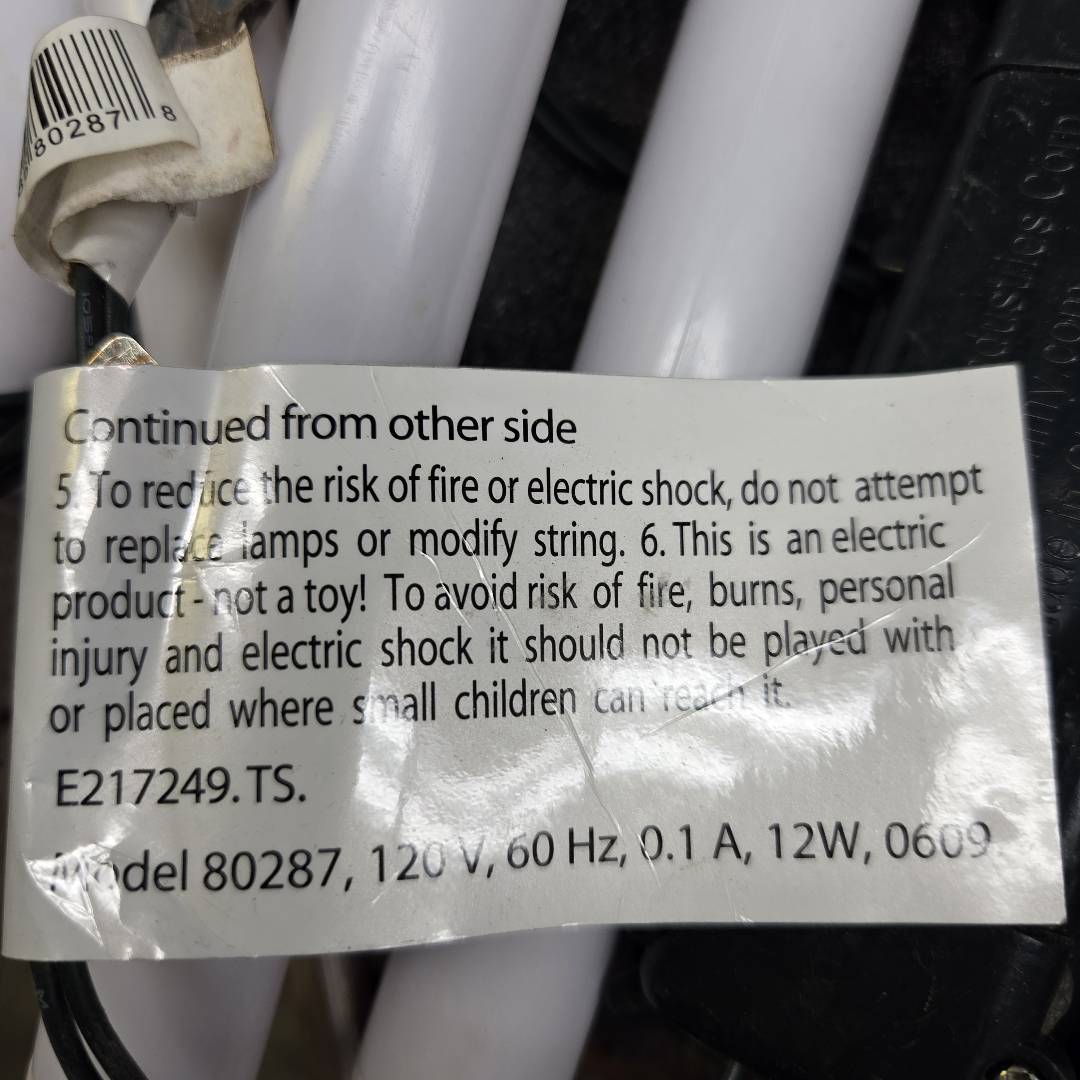 80287 8
Continued from other side
5. To reduce the risk of fire or electric shock, do not attempt
to replace lamps or modify string. 6. This is an electric
product - not a toy! To avoid risk of fire, burns, personal
injury and electric shock it should not be played with
or placed where small children can reach it.
E217249.TS.
Model 80287, 120 V, 60 Hz, 0.1 A, 12W, 0609